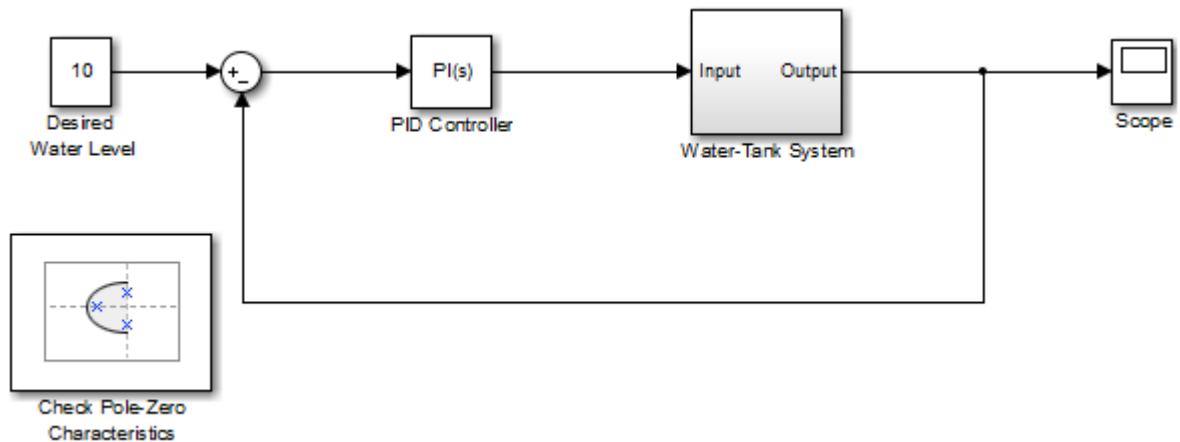 10
Desired
Water Level
+
-
PI(s)
PID Controller
Input
Output
Water-Tank System
Scope
Check Pole-Zero
Characteristics